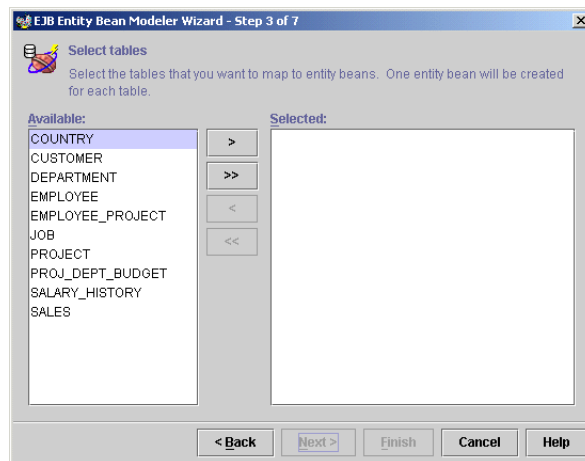 EJB Entity Bean Modeler Wizard - Step 3 of 7
Select tables
Select the tables that you want to map to entity beans. One entity bean will be created
for each table.
Available:
Selected:
COUNTRY
CUSTOMER
DEPARTMENT
EMPLOYEE
EMPLOYEE_PROJECT
JOB
PROJECT
PROJ_DEPT_BUDGET
SALARY_HISTORY
SALES
>
>>
<
<<
< Back
Next >
Finish
Cancel
Help